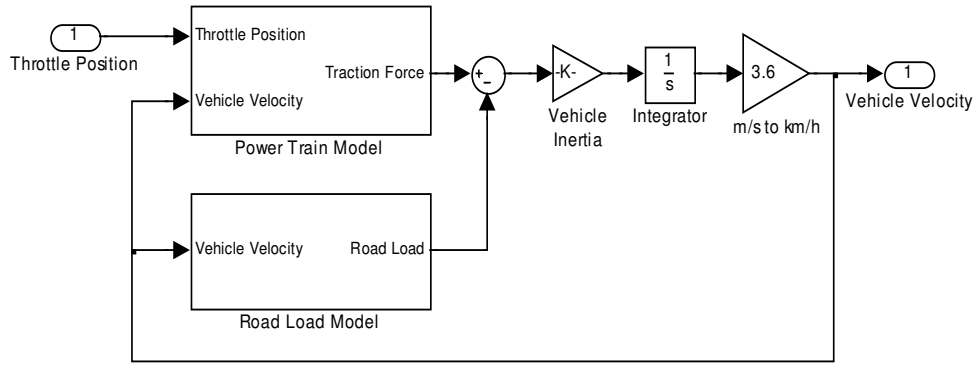 1
Throttle Position
Throttle Position
Traction Force
Vehicle Velocity
Power Train Model
+
−
-K-
Vehicle
Inertia
1
s
Integrator
3.6
m/s to km/h
1
Vehicle Velocity
Vehicle Velocity
Road Load
Road Load Model